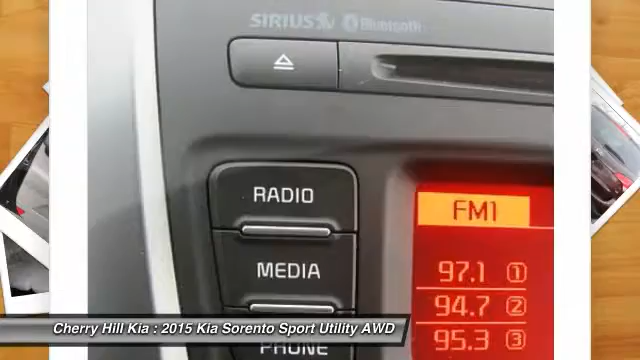 SIRIUS Bluetooth
RADIO
FM1
MEDIA
97.1 1
94.7 2
95.3 3
PHONE
Cherry Hill Kia : 2015 Kia Sorento Sport Utility AWD